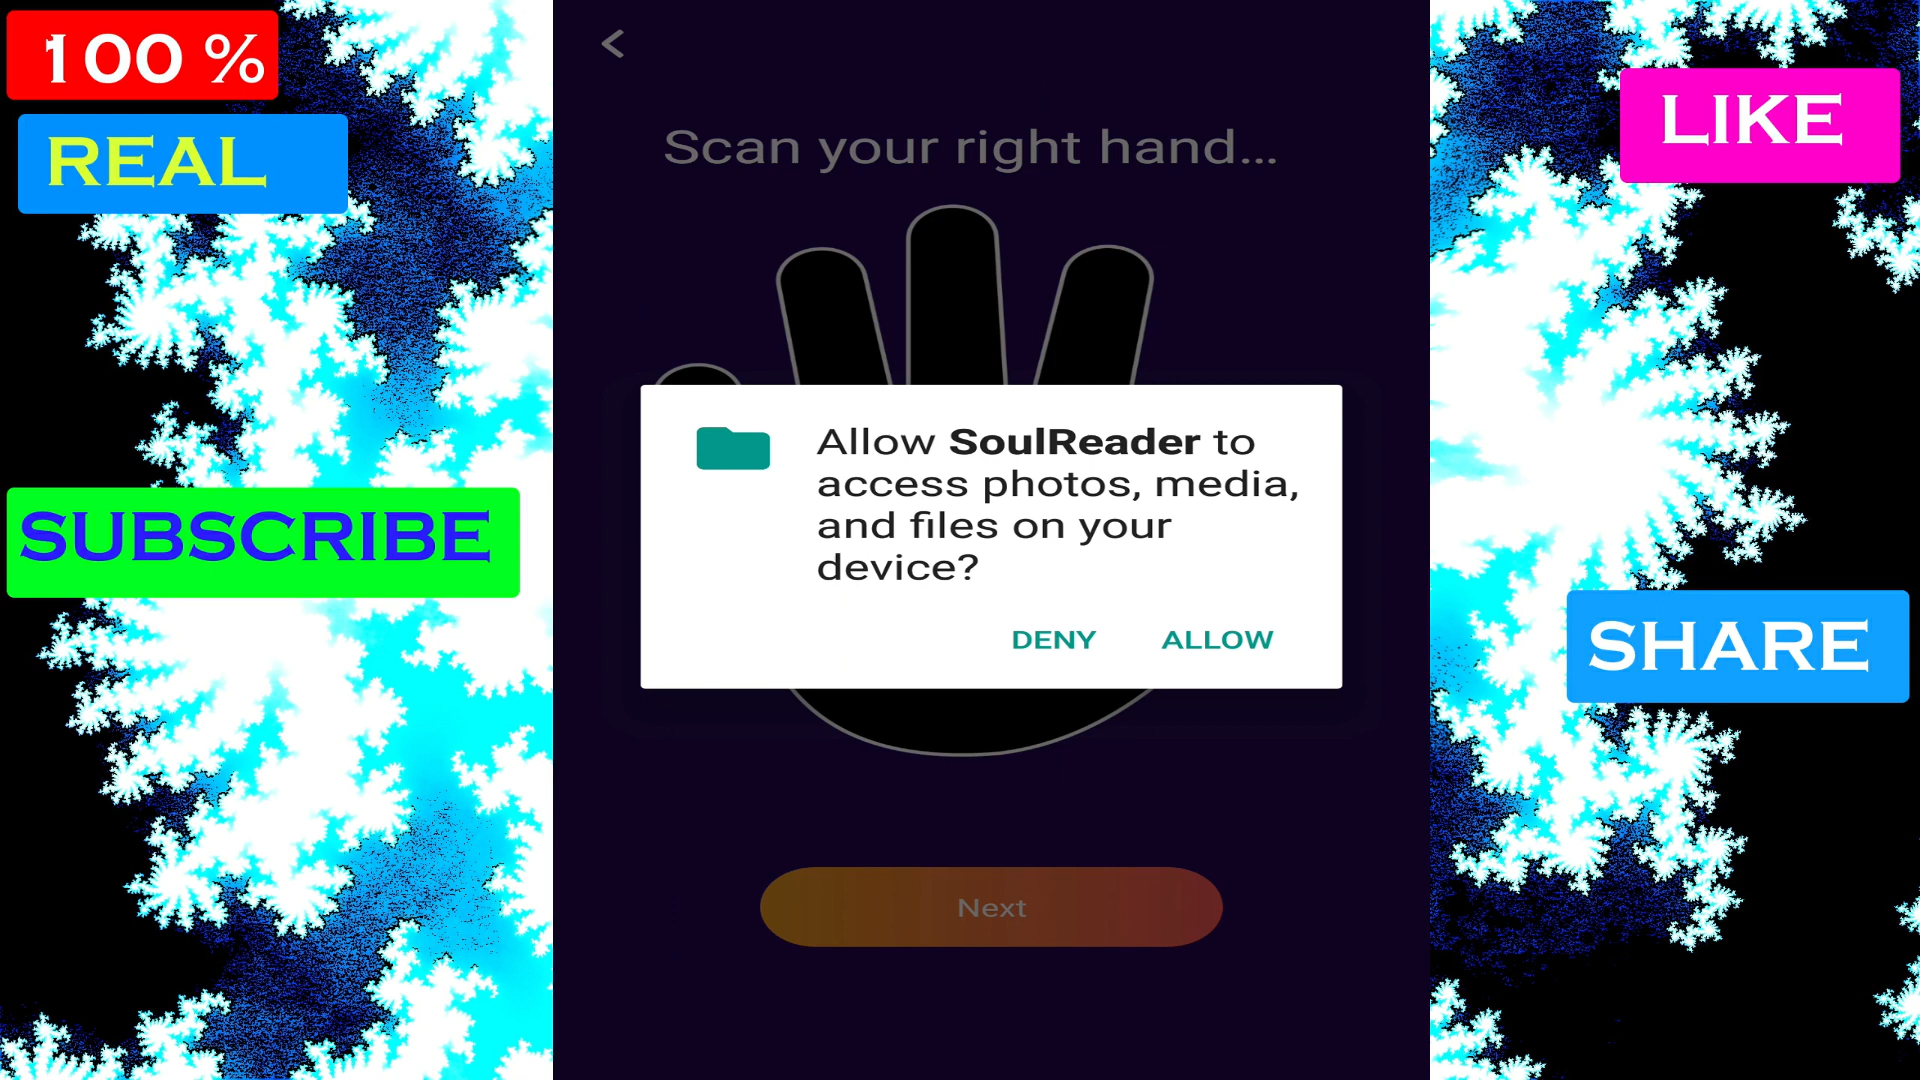 100 %
REAL
SUBSCRIBE
Scan your right hand...
Allow SoulReader to
access photos, media,
and files on your
device?
DENY ALLOW
Next
LIKE
SHARE